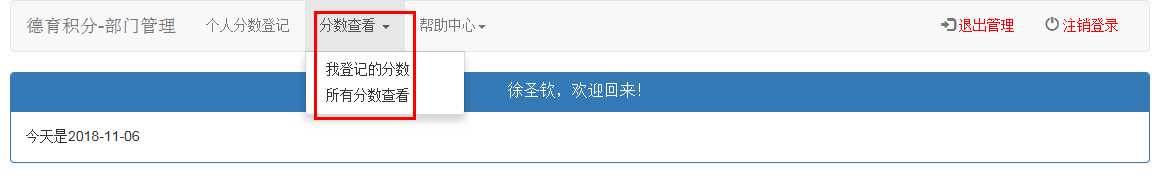 德育积分-部门管理 个人分数登记 分数查看 帮助中心 退出管理 注销登录
我登记的分数
所有分数查看
徐圣钦，欢迎回来！
今天是2018-11-06